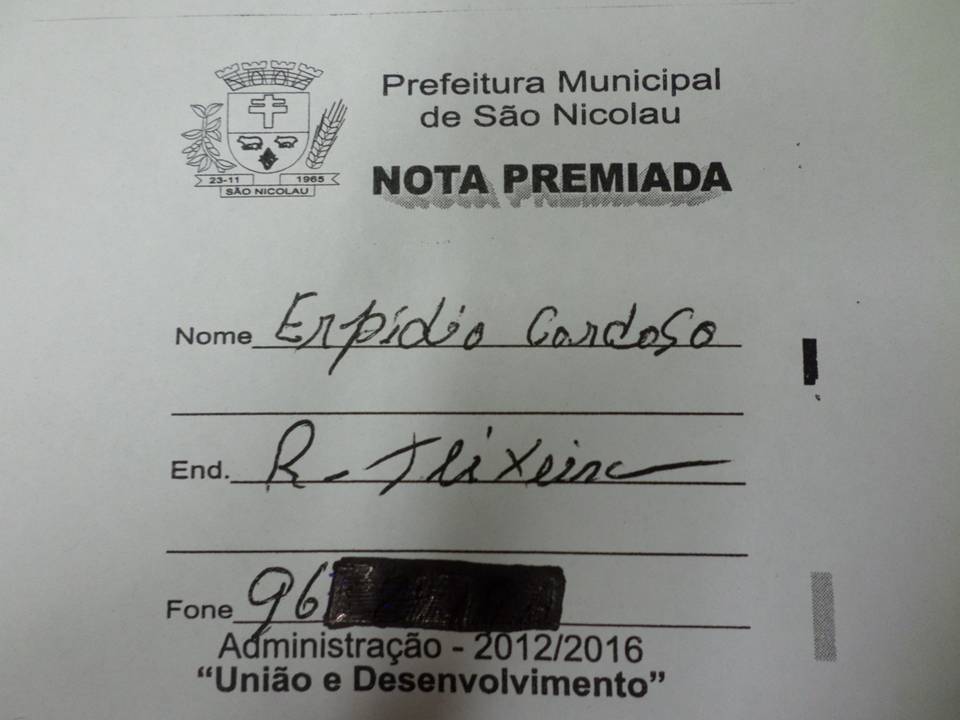 Prefeitura Municipal
de São Nicolau
NOTA PREMIADA
23-11 1965
SÃO NICOLAU
Nome Erpídio Cardoso
End. R. Teixeira
Fone 96
Administração - 2012/2016
“União e Desenvolvimento”